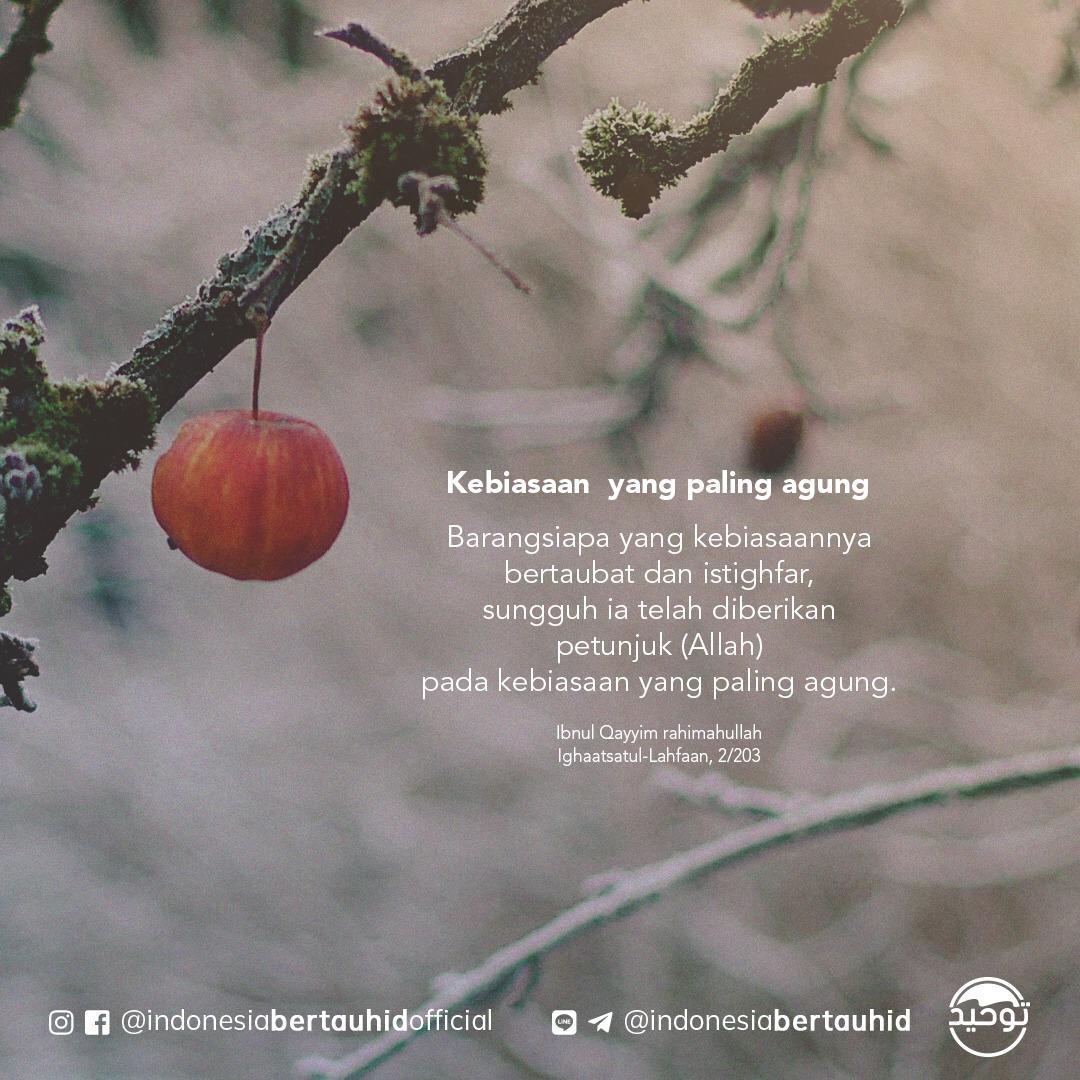 Kebiasaan yang paling agung
Barangsiapa yang kebiasaannya
bertaubat dan istighfar,
sungguh ia telah diberikan
petunjuk (Allah)
pada kebiasaan yang paling agung.
Ibnul Qayyim rahimahullah
Ighaatsatul-Lahfaan, 2/203
@indonesiabertauhidofficial
LINE @indonesiabertauhid
توحيد